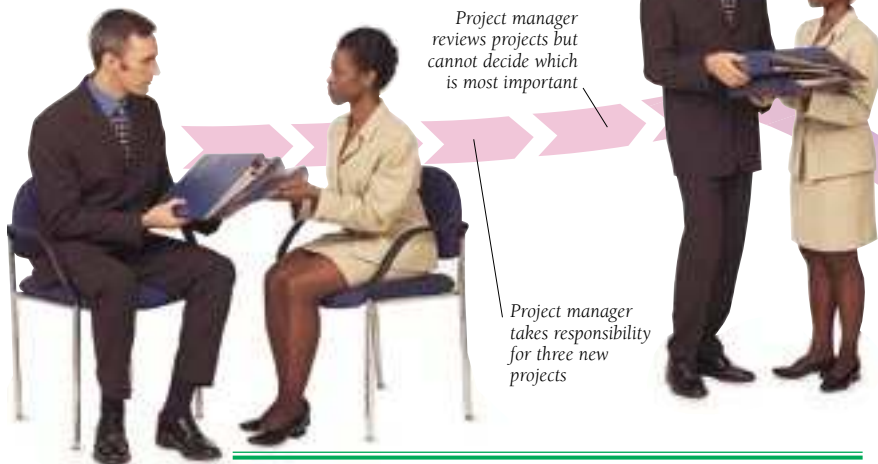 Project manager
reviews projects but
cannot decide which
is most important
Project manager
takes responsibility
for three new
projects